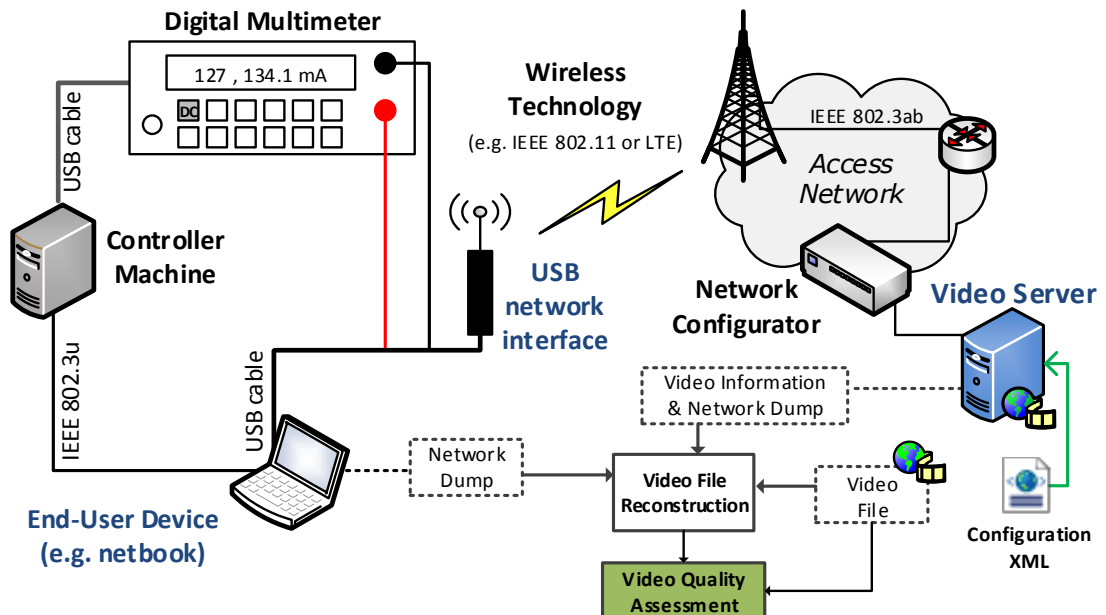 Digital Multimeter
127 , 134.1 mA
DC
USB cable
Wireless
Technology
(e.g. IEEE 802.11 or LTE)
IEEE 802.3ab
Access
Network
Controller
Machine
USB
network
interface
Network
Configurator
Video Server
IEEE 802.3u
USB cable
Video Information
& Network Dump
Network
Dump
Video File
Reconstruction
Video
File
End-User Device
(e.g. netbook)
Configuration
XML
Video Quality
Assessment